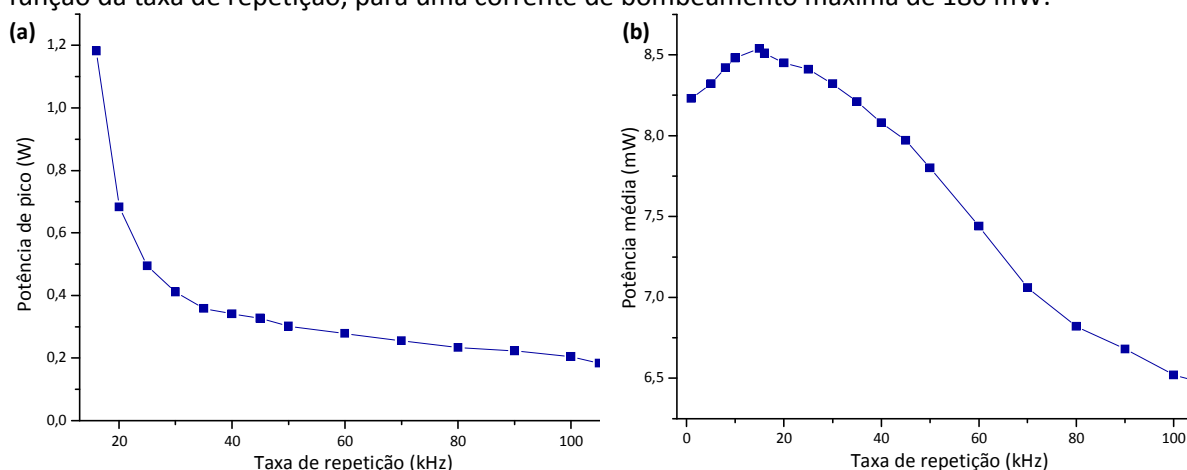 função da taxa de repetição, para uma corrente de bombeamento máxima de 180 mW.
(a)
1,2
1,0
0,8
0,6
0,4
0,2
0,0
Potência de pico (W)
20 40 60 80 100
Taxa de repetição (kHz)
(b)
8,5
8,0
7,5
7,0
6,5
Potência média (mW)
0 20 40 60 80 100
Taxa de repetição (kHz)